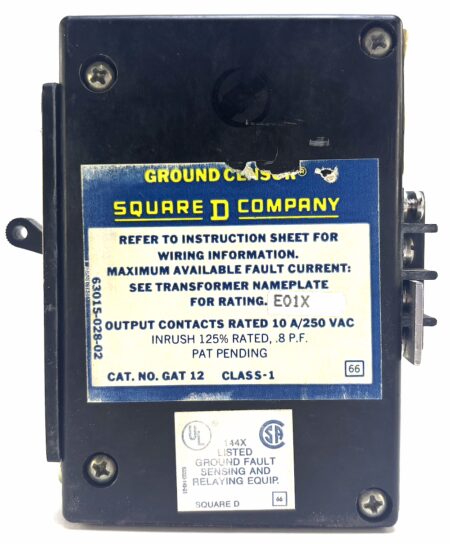 GROUND CENSOR®
SQUARE D COMPANY
REFER TO INSTRUCTION SHEET FOR
WIRING INFORMATION.
MAXIMUM AVAILABLE FAULT CURRENT:
SEE TRANSFORMER NAMEPLATE
FOR RATING. E01X
OUTPUT CONTACTS RATED 10 A/250 VAC
INRUSH 125% RATED, .8 P.F.
PAT PENDING
CAT. NO. GAT 12 CLASS-1 66
63015-028-02
UL SA
144X
LISTED
GROUND FAULT
SENSING AND
RELAYING EQUIP.
SQUARE D 66